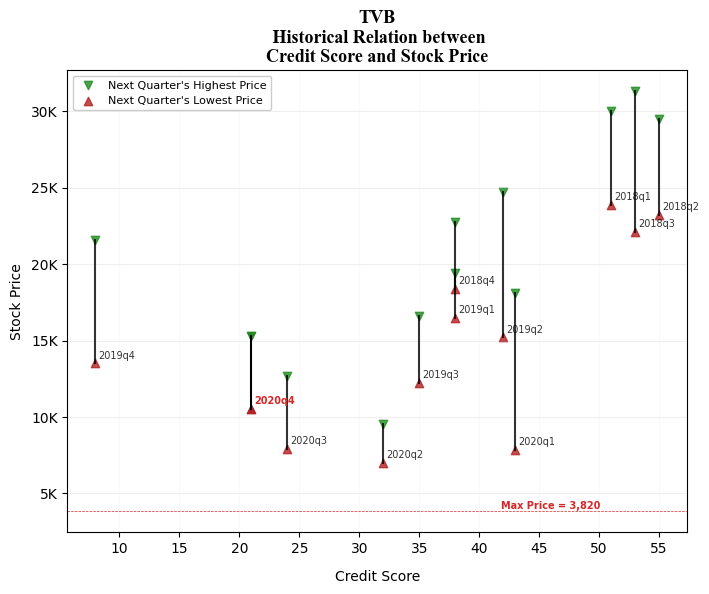 TVB
Historical Relation between
Credit Score and Stock Price
Next Quarter's Highest Price
Next Quarter's Lowest Price
30K
25K
20K
15K
10K
5K
Stock Price
2018q1
2018q2
2018q3
2018q4
2019q1
2019q2
2019q3
2019q4
2020q4
2020q3
2020q2
2020q1
Max Price = 3,820
10 15 20 25 30 35 40 45 50 55
Credit Score